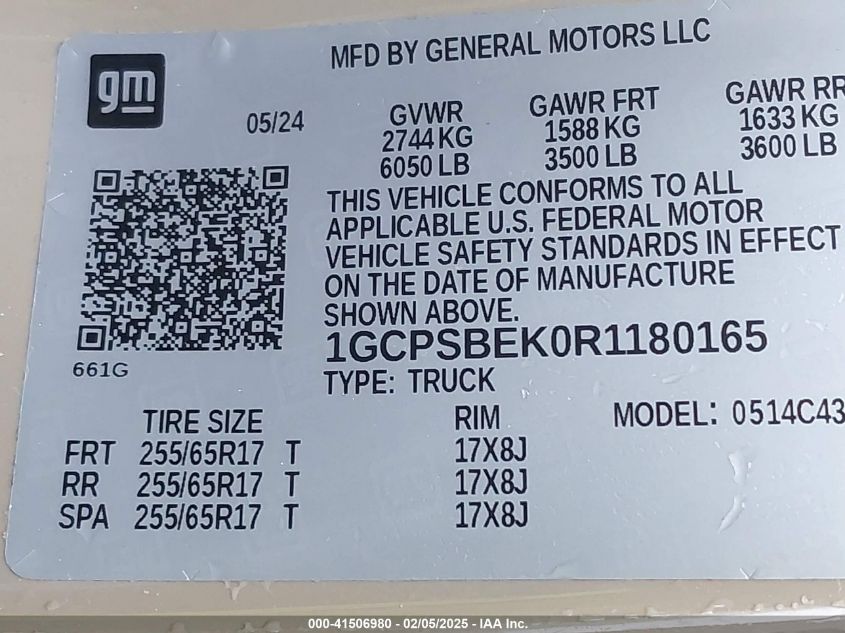 MFD BY GENERAL MOTORS LLC
gm
05/24
GVWR GAWR FRT GAWR RR
2744 KG 1588 KG 1633 KG
6050 LB 3500 LB 3600 LB
THIS VEHICLE CONFORMS TO ALL
APPLICABLE U.S. FEDERAL MOTOR
VEHICLE SAFETY STANDARDS IN EFFECT
ON THE DATE OF MANUFACTURE
SHOWN ABOVE.
1GCPSBEK0R1180165
661G
TYPE: TRUCK
TIRE SIZE RIM MODEL: 0514C43
FRT 255/65R17 T 17X8J
RR 255/65R17 T 17X8J
SPA 255/65R17 T 17X8J
000-41506980 - 02/05/2025 - IAA Inc.